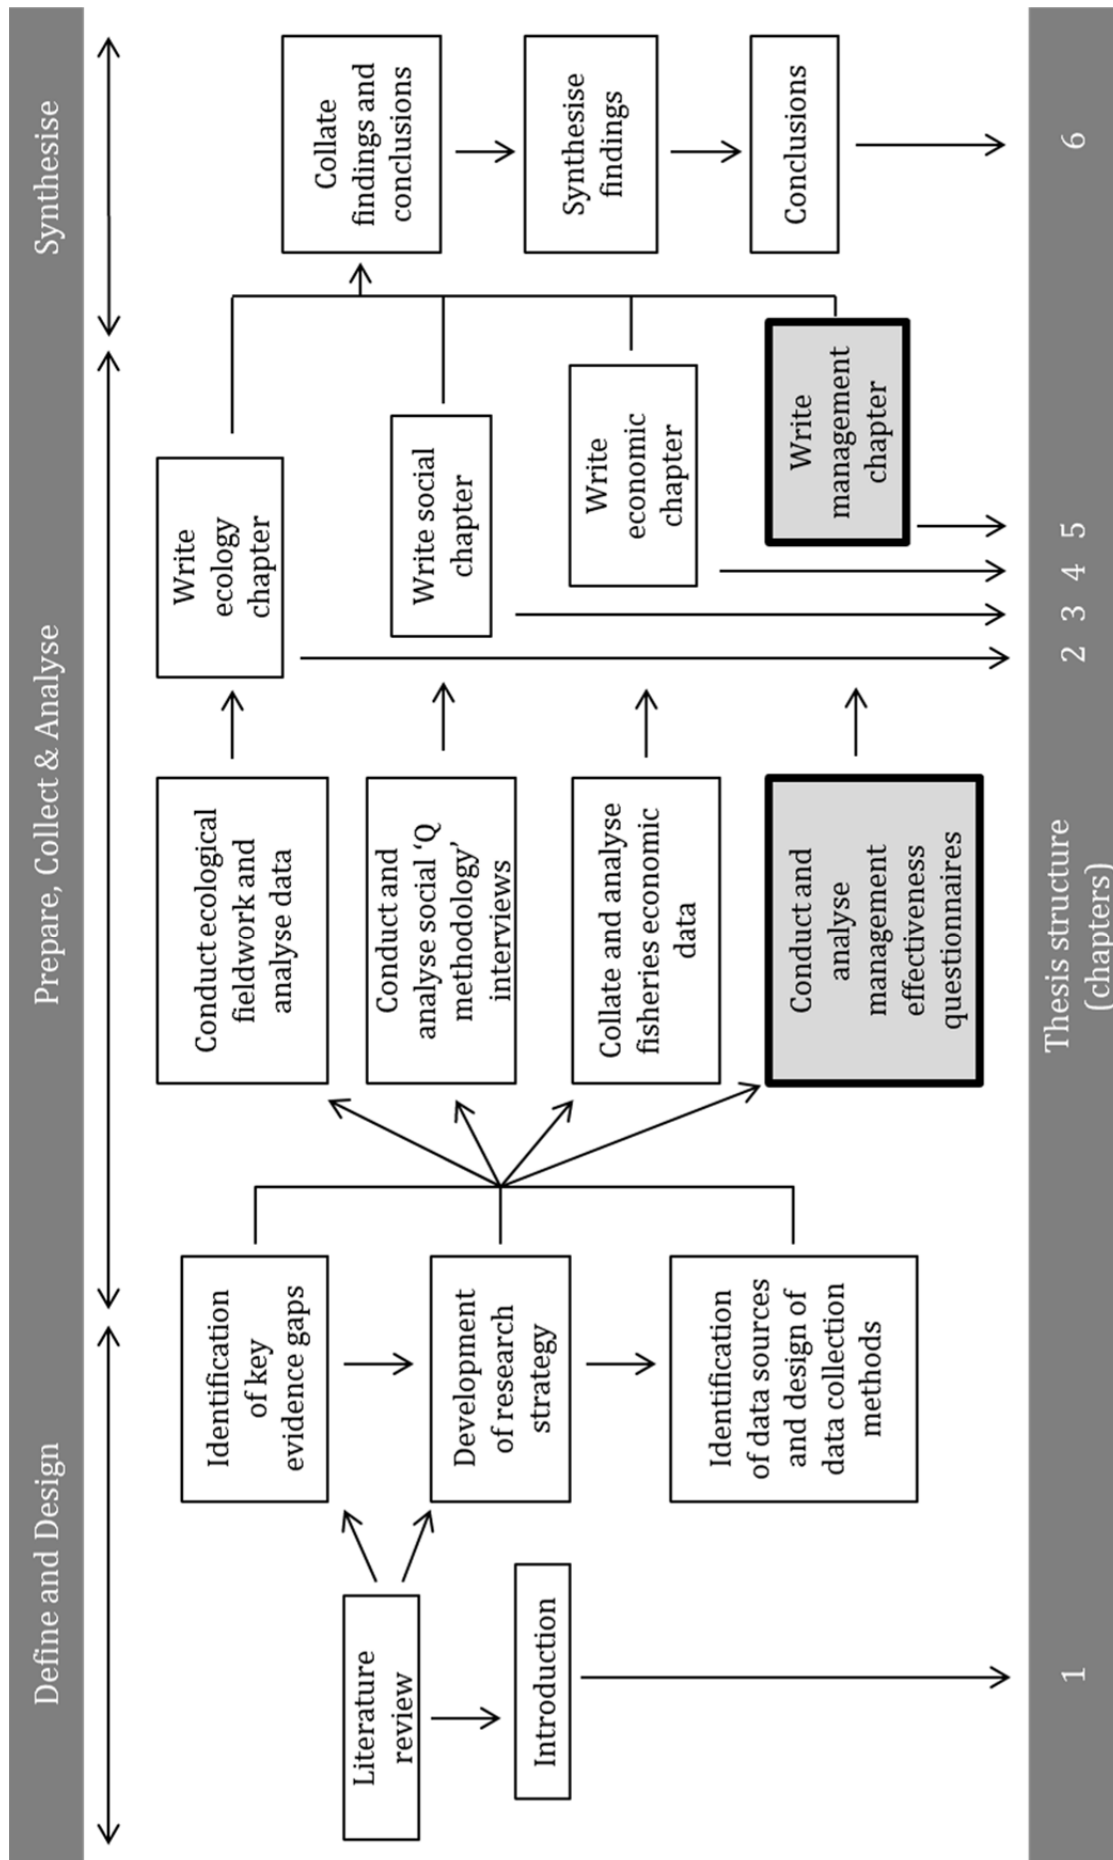 Define and Design
Prepare, Collect & Analyse
Synthesise
Literature
review
Introduction
Identification
of key
evidence gaps
Development
of research
strategy
Identification
of data sources
and design of
data collection
methods
Conduct ecological
fieldwork and
analyse data
Conduct and
analyse social ‘Q
methodology’
interviews
Collate and analyse
fisheries economic
data
Conduct and
analyse
management
effectiveness
questionnaires
Write
ecology
chapter
Write social
chapter
Write
economic
chapter
Write
management
chapter
Collate
findings and
conclusions
Synthesise
findings
Conclusions
1
Thesis structure
(chapters)
2 3 4 5
6